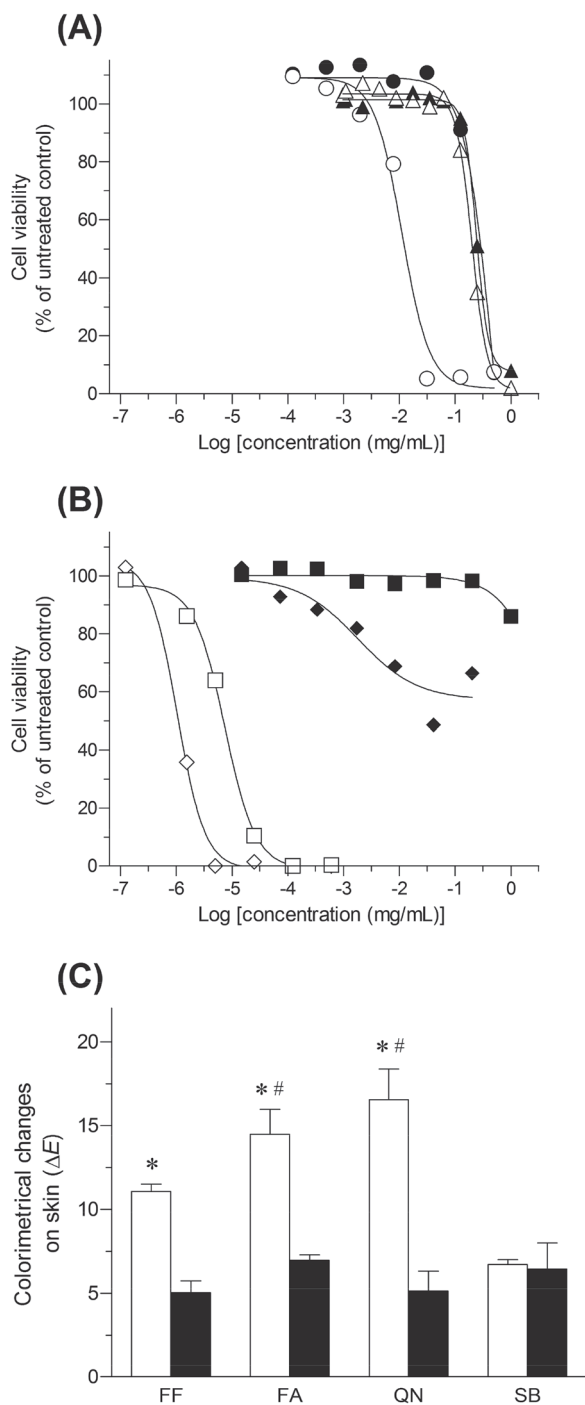 (A)
Cell viability
(% of untreated control)
100
80
60
40
20
0
-7 -6 -5 -4 -3 -2 -1 0
Log [concentration (mg/mL)]
(B)
Cell viability
(% of untreated control)
100
80
60
40
20
0
-7 -6 -5 -4 -3 -2 -1 0
Log [concentration (mg/mL)]
(C)
Colorimetrical changes
on skin (ΔE)
20
15
10
5
0
* * # * #
FF FA QN SB